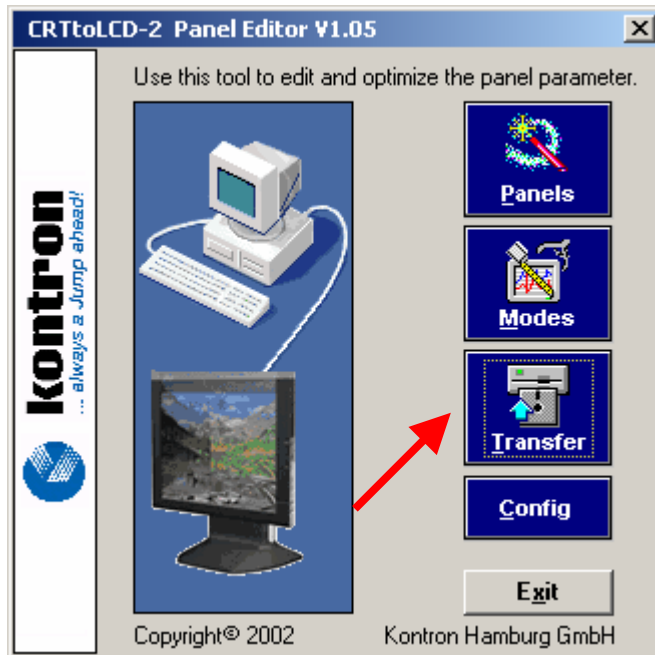 CRTtoLCD-2 Panel Editor V1.05
Use this tool to edit and optimize the panel parameter.
kontron
... always a Jump ahead!
Panels
Modes
Transfer
Config
Exit
Copyright© 2002
Kontron Hamburg GmbH